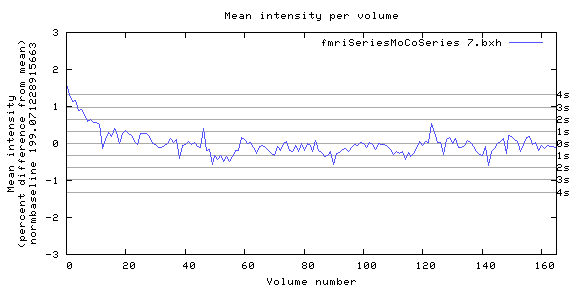 Mean intensity per volume
fmriSeriesMoCoSeries 7.bxh
3
2
1
0
-1
-2
-3
4s
3s
2s
1s
0s
1s
2s
3s
4s
0
20
40
60
80
100
120
140
160
Volume number
Mean intensity
(percent difference from mean)
normbaseline 199.071228915663